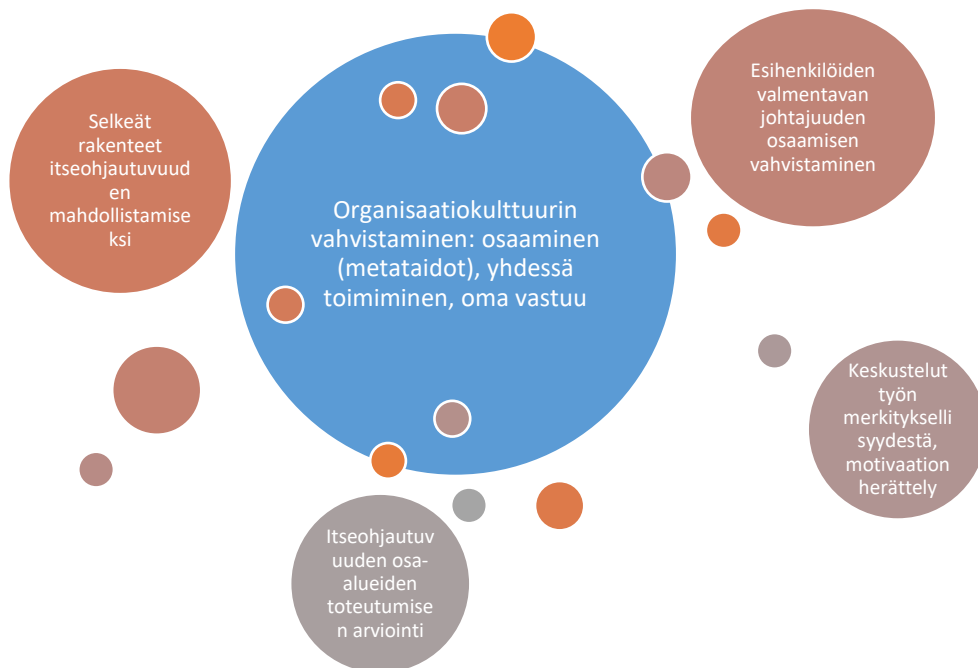 Selkeät
rakenteet
itseohjautuvuud
en
mahdollistamise
ksi
Organisaatiokulttuurin
vahvistaminen: osaaminen
(metataidot), yhdessä
toimiminen, oma vastuu
Esihenkilöiden
valmentavan
johtajuuden
osaamisen
vahvistaminen
Keskustelut
työn
merkitykselli
syydestä,
motivaation
herättely
Itseohjautuv
uuden osa-
alueiden
toteutumise
n arviointi